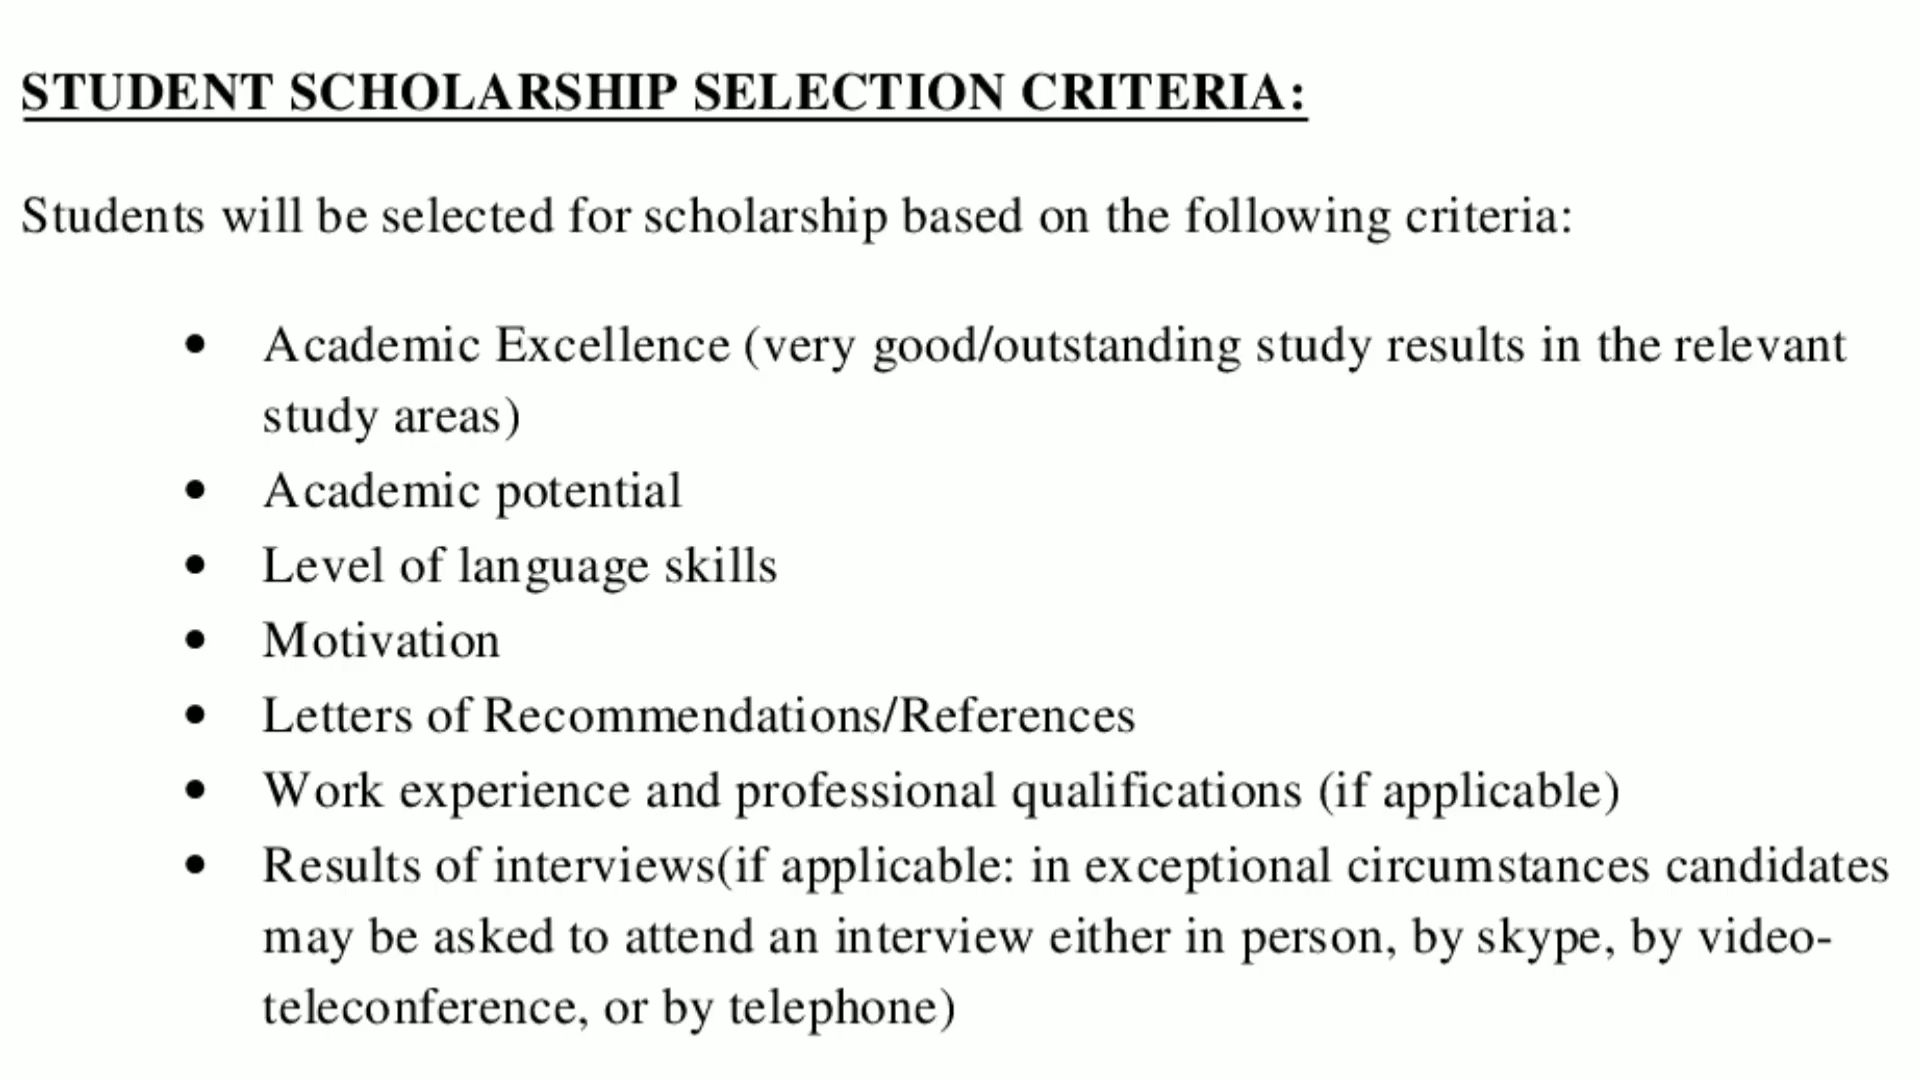 STUDENT SCHOLARSHIP SELECTION CRITERIA:
Students will be selected for scholarship based on the following criteria:
• Academic Excellence (very good/outstanding study results in the relevant
study areas)
• Academic potential
• Level of language skills
• Motivation
• Letters of Recommendations/References
• Work experience and professional qualifications (if applicable)
• Results of interviews(if applicable: in exceptional circumstances candidates
may be asked to attend an interview either in person, by skype, by video-
teleconference, or by telephone)